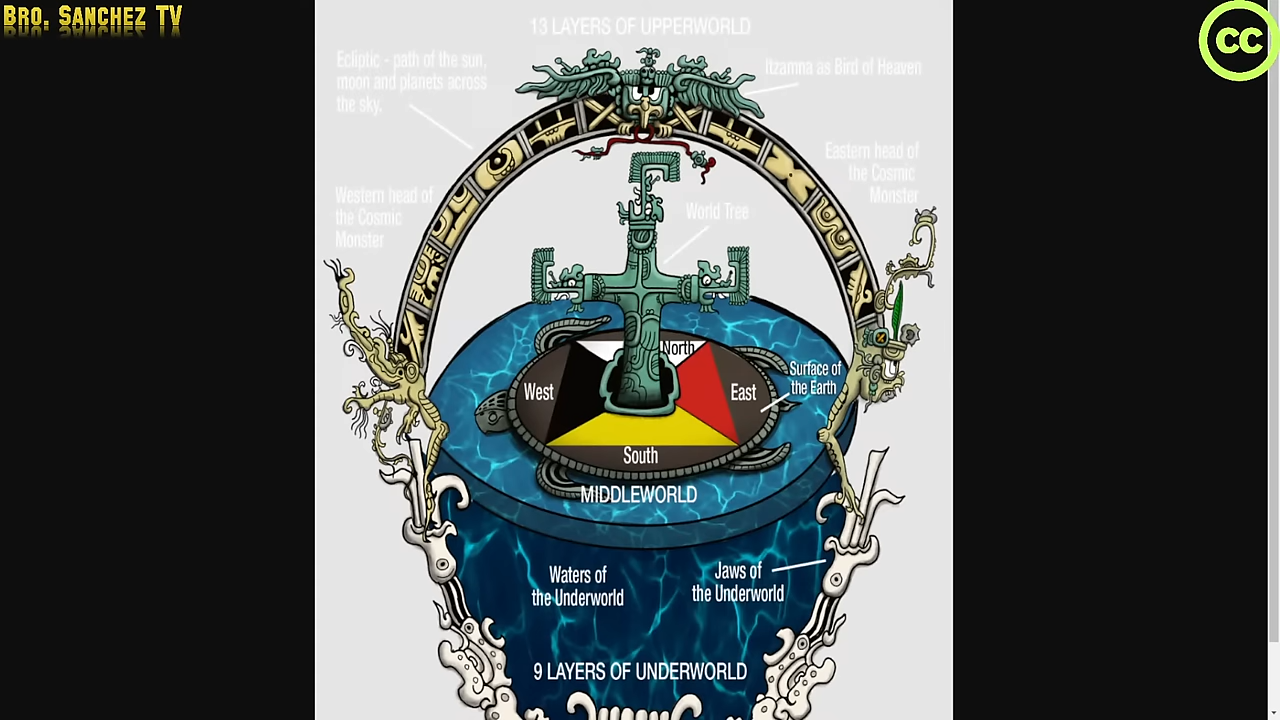 Bro. Sanchez TV
CC
13 LAYERS OF UPPERWORLD
Ecliptic - path of the sun,
moon and planets across
the sky.
Itzamna as Bird of Heaven
Eastern head of
the Cosmic
Monster
Western head of
the Cosmic
Monster
World Tree
North
Surface of
the Earth
West
East
South
MIDDLEWORLD
Waters of
the Underworld
Jaws of
the Underworld
9 LAYERS OF UNDERWORLD